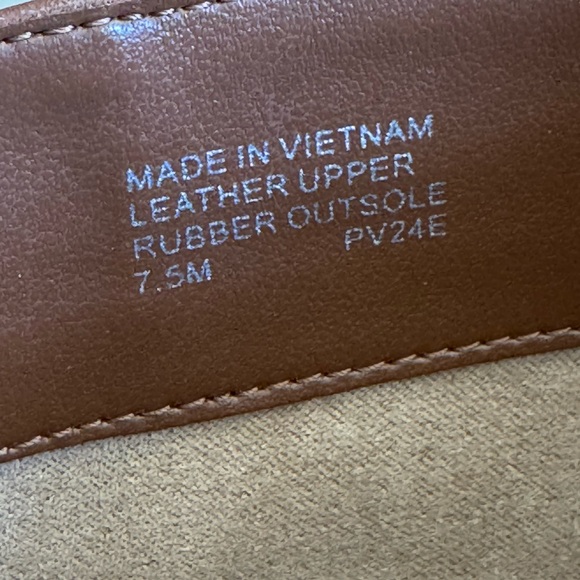 MADE IN VIETNAM
LEATHER UPPER
RUBBER OUTSOLE
7.5M PV24E